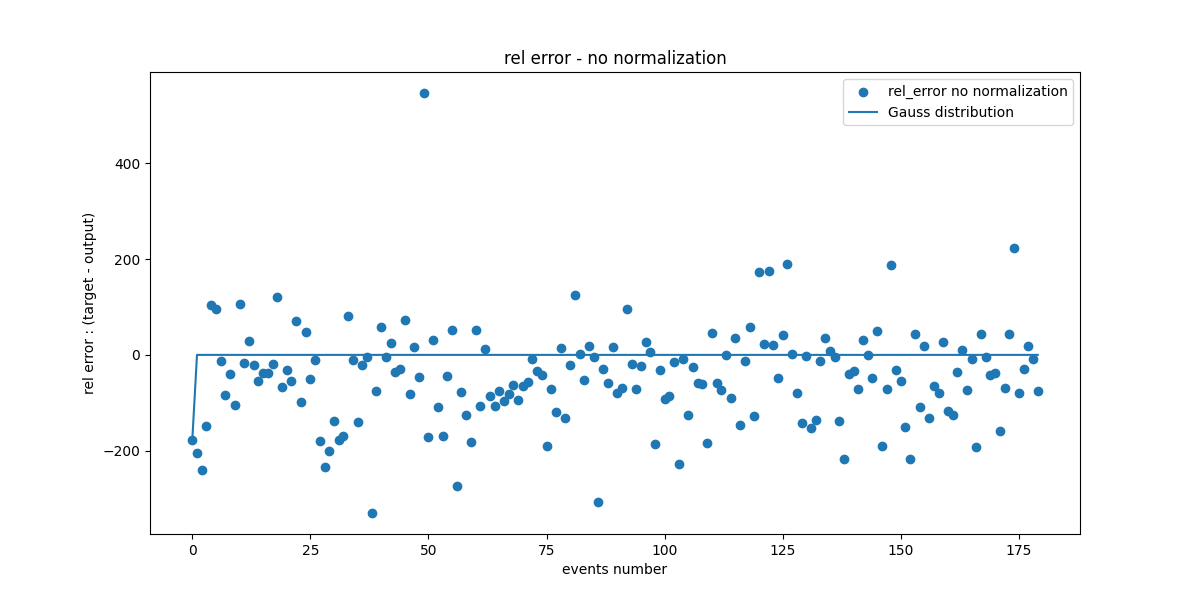 rel error - no normalization
rel_error no normalization
Gauss distribution
rel error : (target - output)
400
200
0
−200
0 25 50 75 100 125 150 175
events number